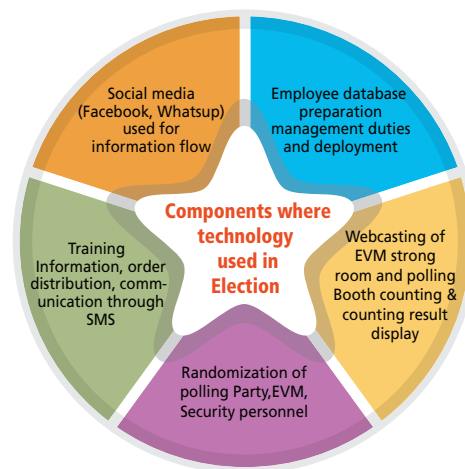 Social media
(Facebook, Whatsup)
used for
information flow
Employee database
preparation
management duties
and deployment
Components where
technology
used in
Election
Training
Information, order
distribution, comm-
unication through
SMS
Webcasting of
EVM strong
room and polling
Booth counting &
counting result
display
Randomization of
polling Party,EVM,
Security personnel